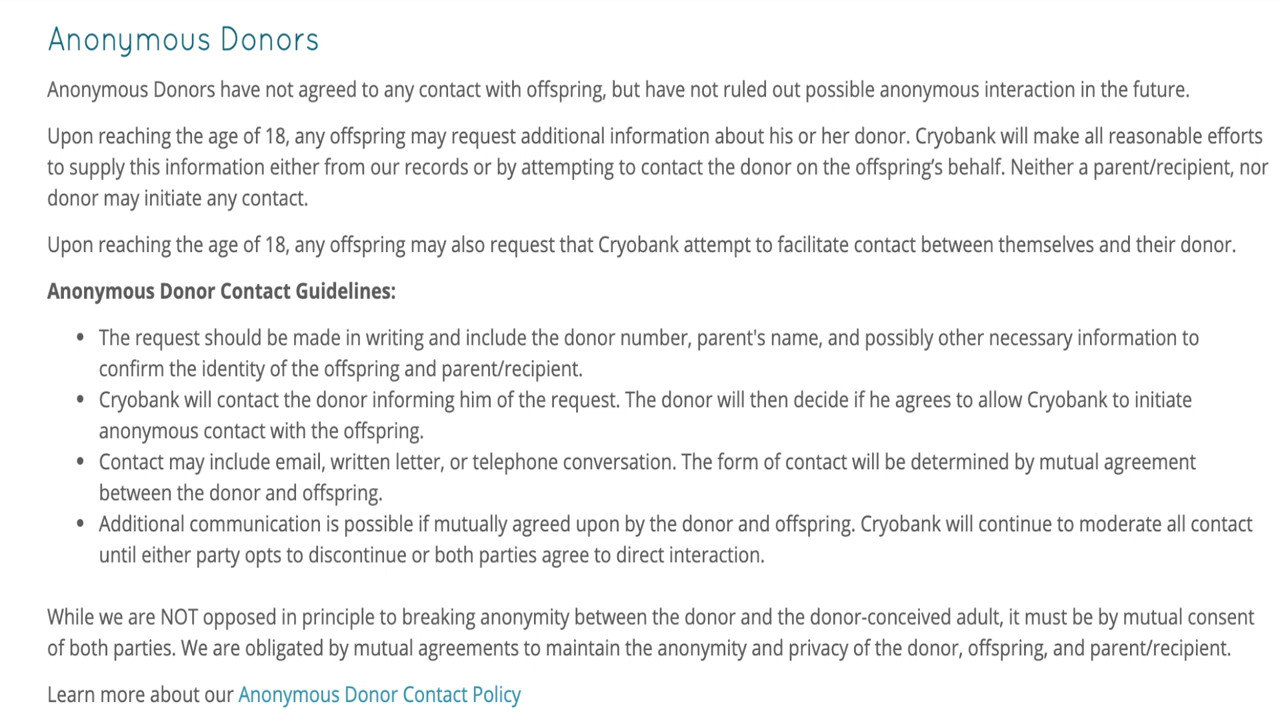 Anonymous Donors
Anonymous Donors have not agreed to any contact with offspring, but have not ruled out possible anonymous interaction in the future.
Upon reaching the age of 18, any offspring may request additional information about his or her donor. Cryobank will make all reasonable efforts
to supply this information either from our records or by attempting to contact the donor on the offspring’s behalf. Neither a parent/recipient, nor
donor may initiate any contact.
Upon reaching the age of 18, any offspring may also request that Cryobank attempt to facilitate contact between themselves and their donor.
Anonymous Donor Contact Guidelines:
• The request should be made in writing and include the donor number, parent's name, and possibly other necessary information to
confirm the identity of the offspring and parent/recipient.
• Cryobank will contact the donor informing him of the request. The donor will then decide if he agrees to allow Cryobank to initiate
anonymous contact with the offspring.
• Contact may include email, written letter, or telephone conversation. The form of contact will be determined by mutual agreement
between the donor and offspring.
• Additional communication is possible if mutually agreed upon by the donor and offspring. Cryobank will continue to moderate all contact
until either party opts to discontinue or both parties agree to direct interaction.
While we are NOT opposed in principle to breaking anonymity between the donor and the donor-conceived adult, it must be by mutual consent
of both parties. We are obligated by mutual agreements to maintain the anonymity and privacy of the donor, offspring, and parent/recipient.
Learn more about our Anonymous Donor Contact Policy